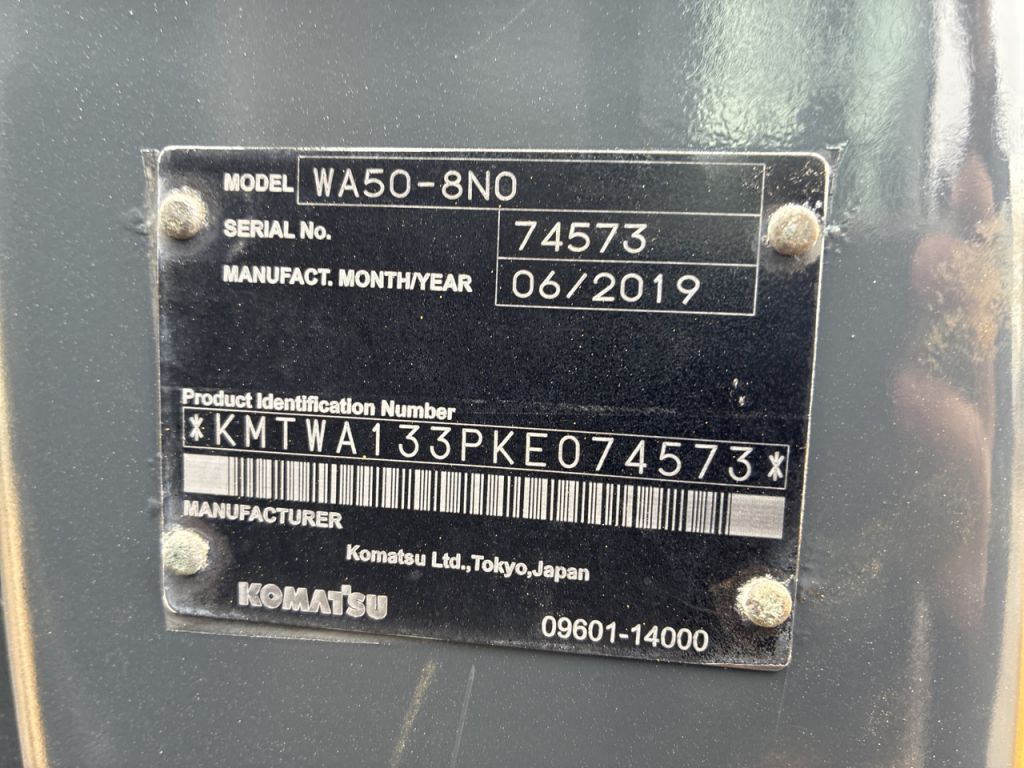 MODEL WA50-8N0
SERIAL No. 74573
MANUFACT. MONTH/YEAR 06/2019
Product Identification Number
*KMTWA133PKE074573*
MANUFACTURER
Komatsu Ltd.,Tokyo,Japan
KOMATSU
09601-14000